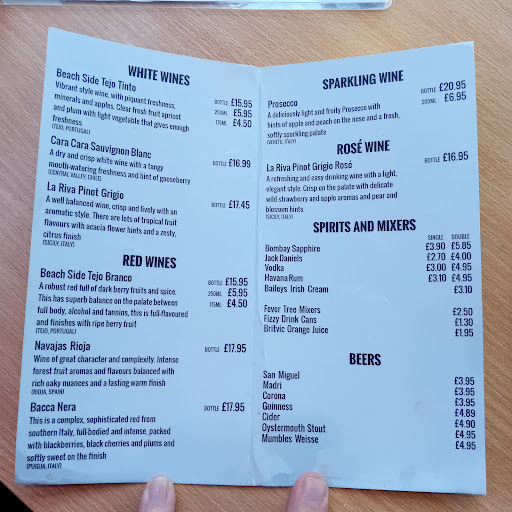 WHITE WINES
Beach Side Tejo Tinto
Vibrant style wine, with piquant freshness, BOTTLE £15.95
minerals and apples. Clear fresh fruit apricot 250ML £5.95
and plum with light vegetable that gives enough 175ML £4.50
freshness
(TEJO, PORTUGAL)
Cara Cara Sauvignon Blanc
A dry and crisp white wine with a tangy BOTTLE £16.99
mouth-watering freshness and hint of gooseberry
(CENTRAL VALLEY, CHILE)
La Riva Pinot Grigio
A well balanced wine, crisp and lively with an BOTTLE £17.45
aromatic style. There are lots of tropical fruit
flavours with acacia flower hints and a zesty,
citrus finish
(SICILY, ITALY)
RED WINES
Beach Side Tejo Branco
A robust red full of dark berry fruits and spice. BOTTLE £15.95
This has superb balance on the palate between 250ML £5.95
full body, alcohol and tannins, this is full-flavoured 175ML £4.50
and finishes with ripe berry fruit
(TEJO, PORTUGAL)
Navajas Rioja BOTTLE £17.95
Wine of great character and complexity, Intense
forest fruit aromas and flavours balanced with
rich oaky nuances and a lasting warm finish
(RIOJA, SPAIN)
Bacca Nera BOTTLE £17.95
This is a complex, sophisticated red from
southern Italy, full-bodied and intense, packed
with blackberries, black cherries and plums and
softly sweet on the finish
(PUGLIA, ITALY)
SPARKLING WINE
Prosecco BOTTLE £20.95
A deliciously light and fruity Prosecco with 200ML £6.95
hints of apple and peach on the nose and a fresh,
softly sparkling palate
(VENETO, ITALY)
ROSÉ WINE
La Riva Pinot Grigio Rosé BOTTLE £16.95
A refreshing and easy drinking wine with a light,
elegant style. Crisp on the palate with delicate
wild strawberry and apple aromas and pear and
blossom hints
(SICILY, ITALY)
SPIRITS AND MIXERS
SINGLE DOUBLE
Bombay Sapphire £3.90 £5.85
Jack Daniels £2.70 £4.00
Vodka £3.00 £4.95
Havana Rum £3.10 £4.95
Baileys Irish Cream £3.10
Fever Tree Mixers £2.50
Fizzy Drink Cans £1.30
Britvic Orange Juice £1.95
BEERS
San Miguel £3.95
Madri £3.95
Corona £3.95
Guinness £4.89
Cider £4.90
Oystermouth Stout £4.95
Mumbles Weisse £4.95